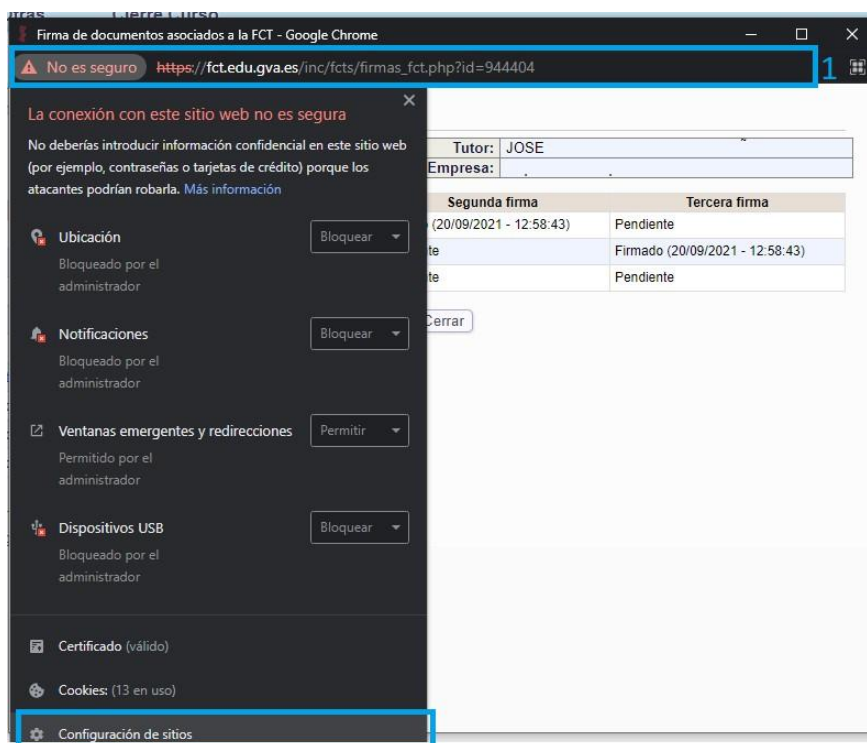 Cierre Curso
Firma de documentos asociados a la FCT - Google Chrome
No es seguro https://fct.edu.gva.es/inc/fcts/firmas_fct.php?id=944404
1
La conexión con este sitio web no es segura
No deberías introducir información confidencial en este sitio web
(por ejemplo, contraseñas o tarjetas de crédito) porque los
atacantes podrían robarla. Más información
Ubicación Bloquear
Bloqueado por el
administrador
Notificaciones Bloquear
Bloqueado por el
administrador
Ventanas emergentes y redirecciones Permitir
Permitido por el
administrador
Dispositivos USB Bloquear
Bloqueado por el
administrador
Certificado (válido)
Cookies: (13 en uso)
Configuración de sitios
Tutor: JOSE
Empresa:
Segunda firma Tercera firma
(20/09/2021 - 12:58:43) Pendiente
te Firmado (20/09/2021 - 12:58:43)
te Pendiente
Cerrar